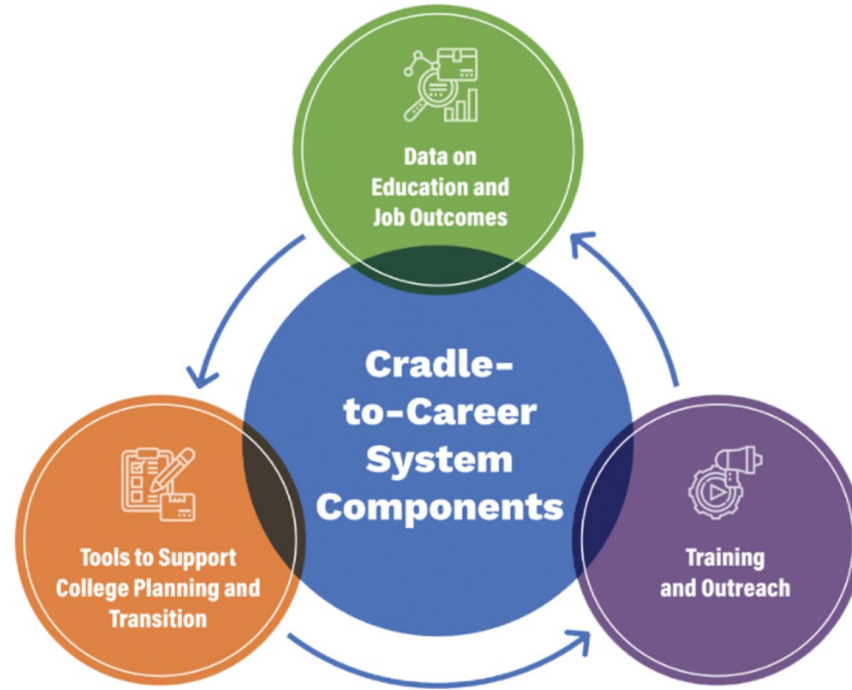 Data on
Education and
Job Outcomes
Cradle-
to-Career
System
Components
Tools to Support
College Planning and
Transition
Training
and Outreach